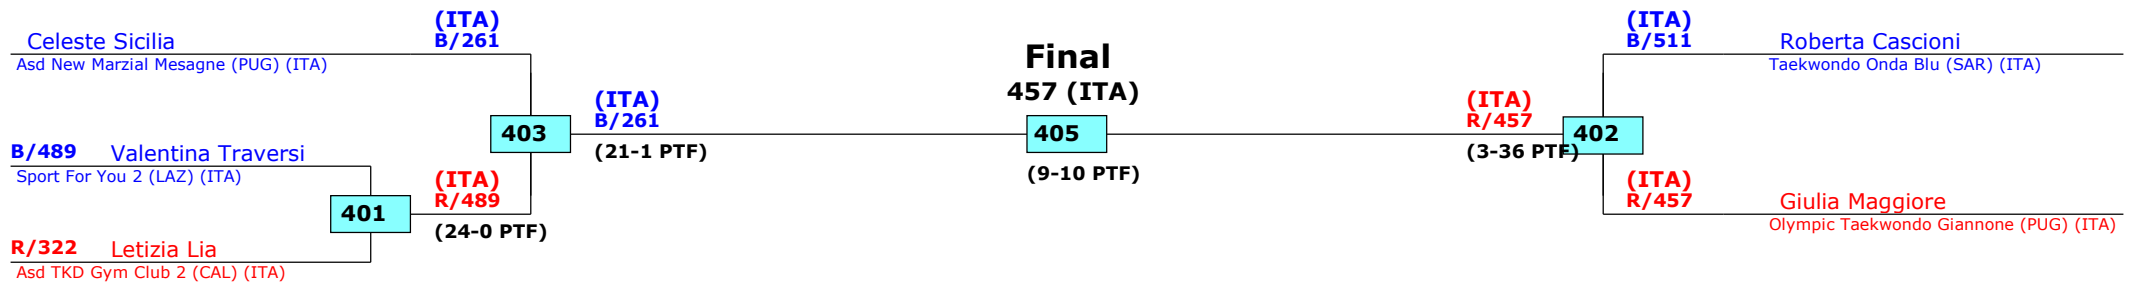 (ITA)
B/261
Celeste Sicilia
Asd New Marzial Mesagne (PUG) (ITA)
B/489 Valentina Traversi
Sport For You 2 (LAZ) (ITA)
401
R/322 Letizia Lia
Asd TKD Gym Club 2 (CAL) (ITA)
(ITA)
R/489
(24-0 PTF)
403
(ITA)
B/261
(21-1 PTF)
Final
457 (ITA)
405
(9-10 PTF)
(ITA)
R/457
(3-36 PTF)
402
(ITA)
B/511
Roberta Cascioni
Taekwondo Onda Blu (SAR) (ITA)
(ITA)
R/457
Giulia Maggiore
Olympic Taekwondo Giannone (PUG) (ITA)